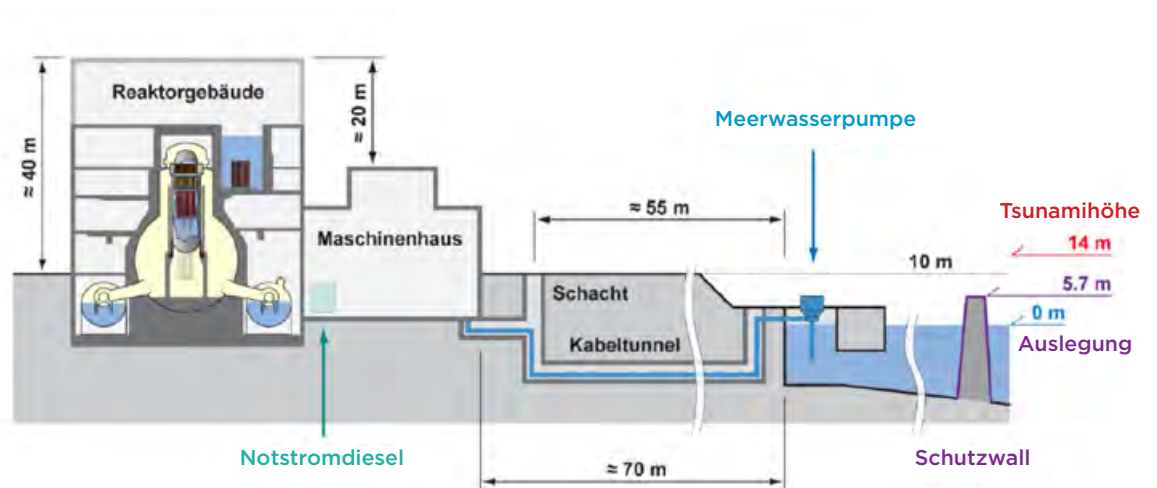 Reaktorgebäude
≈ 40 m
≈ 20 m
Meerwasserpumpe
≈ 55 m
Tsunamihöhe
14 m
Maschinenhaus
10 m
5.7 m
Schacht
0 m
Auslegung
Kabeltunnel
Notstromdiesel
≈ 70 m
Schutzwall